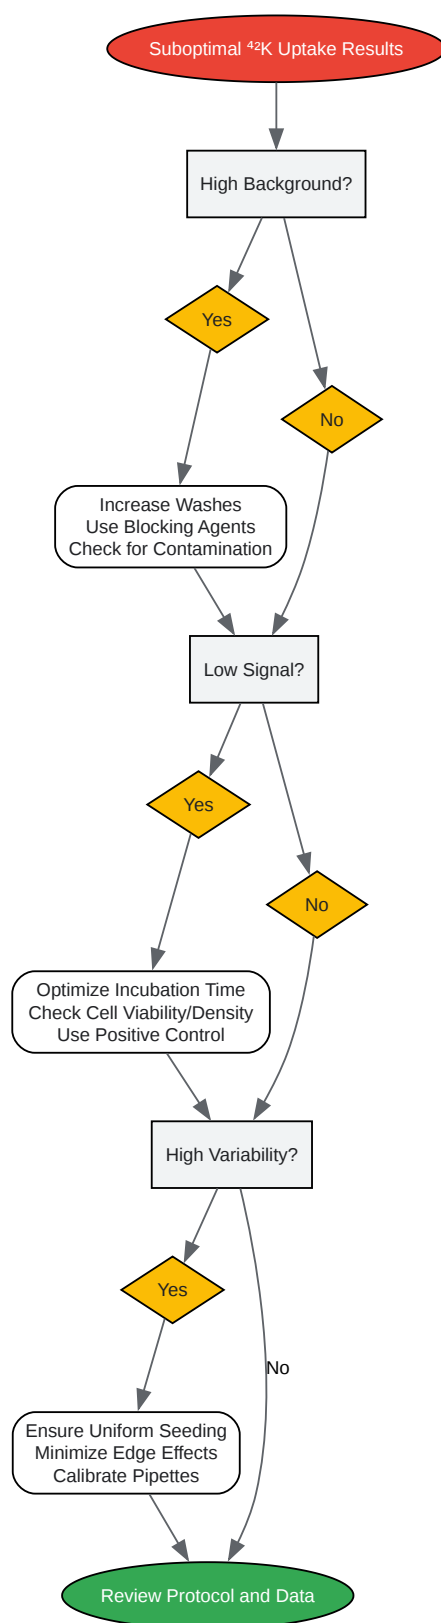 Suboptimal ⁴²K Uptake Results
High Background?
Yes
No
Increase Washes
Use Blocking Agents
Check for Contamination
Low Signal?
Yes
No
Optimize Incubation Time
Check Cell Viability/Density
Use Positive Control
High Variability?
Yes
No
Ensure Uniform Seeding
Minimize Edge Effects
Calibrate Pipettes
Review Protocol and Data